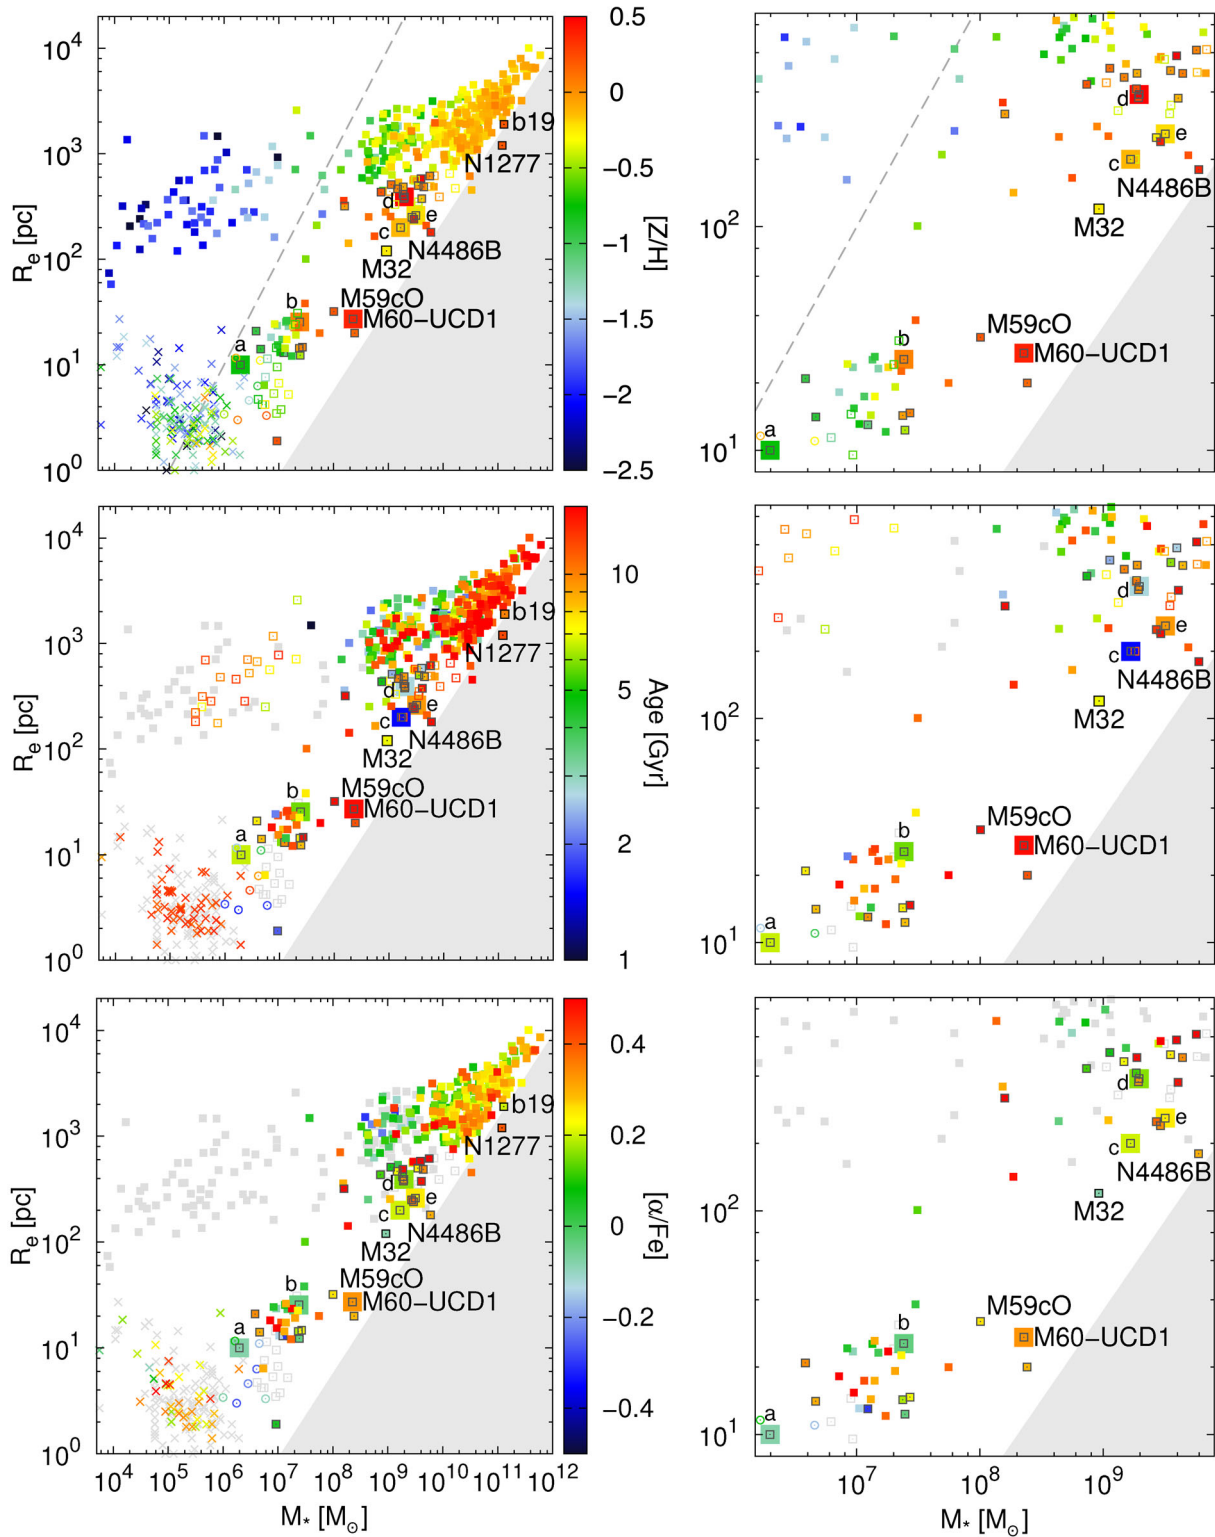 10⁴
10³
10²
10¹
10⁰
Rₑ [pc]
b19
N1277
d
e
c
N4486B
M32
M59cO
b
M60−UCD1
a
0.5
0
−0.5
−1
−1.5
−2
−2.5
[Z/H]
10²
10¹
d
e
c
N4486B
M32
M59cO
b
M60−UCD1
a
10⁴
10³
10²
10¹
10⁰
Rₑ [pc]
b19
N1277
d
e
c
N4486B
M32
M59cO
b
M60−UCD1
a
10
5
2
1
Age [Gyr]
10²
10¹
d
e
c
N4486B
M32
M59cO
b
M60−UCD1
a
10⁴
10³
10²
10¹
10⁰
Rₑ [pc]
b19
N1277
d
e
c
N4486B
M32
M59cO
b
M60−UCD1
a
0.4
0.2
0
−0.2
−0.4
[α/Fe]
10⁴ 10⁵ 10⁶ 10⁷ 10⁸ 10⁹ 10¹⁰ 10¹¹ 10¹²
M* [M⊙]
10²
10¹
d
e
c
N4486B
M32
M59cO
b
M60−UCD1
a
10⁷ 10⁸ 10⁹
M* [M⊙]